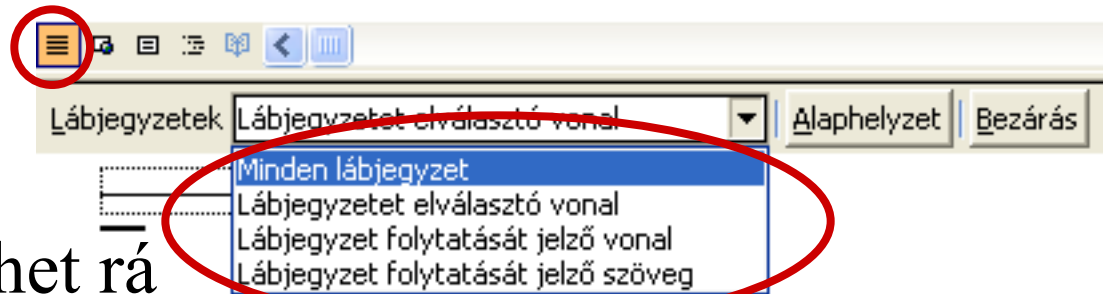 Lábjegyzetek Lábjegyzetet elválasztó vonal Alaphelyzet Bezárás
Minden lábjegyzet
Lábjegyzetet elválasztó vonal
Lábjegyzet folytatását jelző vonal
Lábjegyzet folytatását jelző szöveg
het rá